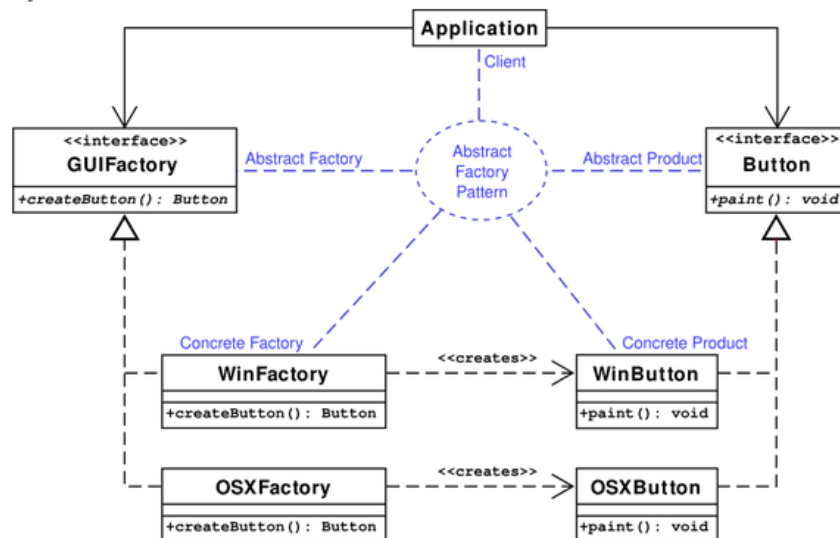 Application
Client
<<interface>>
GUIFactory
+createButton(): Button
Abstract Factory
Abstract
Factory
Pattern
Abstract Product
<<interface>>
Button
+paint(): void
Concrete Factory
Concrete Product
WinFactory
+createButton(): Button
<<creates>>
WinButton
+paint(): void
OSXFactory
+createButton(): Button
<<creates>>
OSXButton
+paint(): void